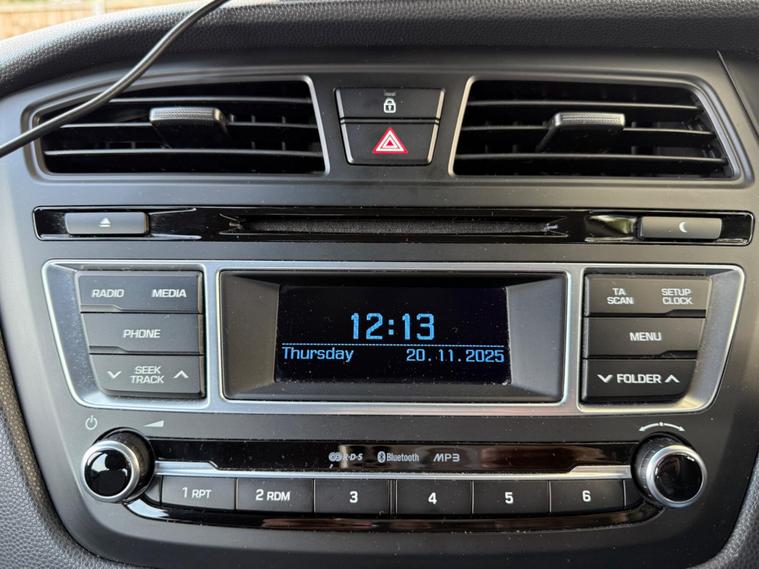 RADIO MEDIA
PHONE
SEEK
TRACK
12:13
Thursday 20.11.2025
TA
SCAN
SETUP
CLOCK
MENU
FOLDER
R·D·S Bluetooth MP3
1 RPT 2 RDM 3 4 5 6